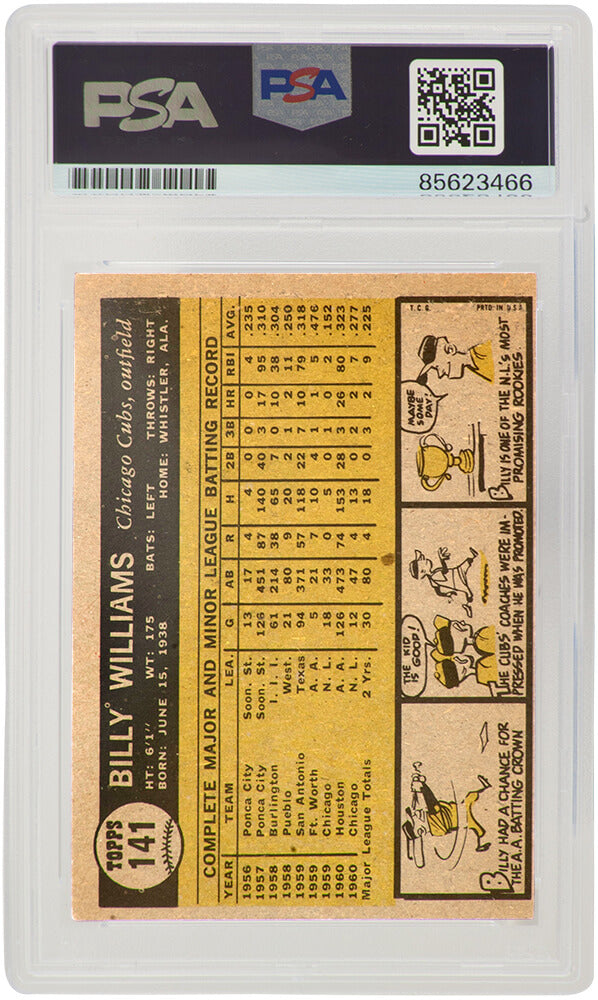 PSA
PSA
85623466
TOPPS
141
BILLY WILLIAMS Chicago Cubs, outfield
HT: 6'1" WT: 175 BATS: LEFT THROWS: RIGHT
BORN: JUNE 15, 1938 HOME: WHISTLER, ALA.
COMPLETE MAJOR AND MINOR LEAGUE BATTING RECORD
YEAR TEAM LEA. G AB R H 2B 3B HR RBI AVG.
1956 Ponca City Soon. St. 13 17 4 4 0 0 0 4 .235
1957 Ponca City Soon. St. 126 451 87 140 40 3 17 95 .310
1958 Burlington I. I. I. 61 214 38 65 7 0 10 38 .304
1958 Pueblo West. 21 80 9 20 2 11 .250
1959 San Antonio Texas 94 371 57 118 22 7 10 79 .318
1959 Ft. Worth A. A. 5 21 7 10 4 0 1 5 .476
1959 Chicago N. L. 18 33 0 5 0 1 0 2 .152
1960 Houston A. A. 126 473 74 153 28 3 26 80 .323
1960 Chicago N. L. 12 47 4 13 0 2 2 7 .277
Major League Totals 2 Yrs. 30 80 4 18 0 3 2 9 .225
BILLY HAD A CHANCE FOR
THE A.A. BATTING CROWN
THE KID
IS GOOD!
THE CUBS' COACHES WERE IM-
PRESSED WHEN HE WAS PROMOTED.
T.C.G. PRTD. IN U.S.A.
MAYBE
SOME
DAY!
BILLY IS ONE OF THE N.L.'S MOST
PROMISING ROOKIES